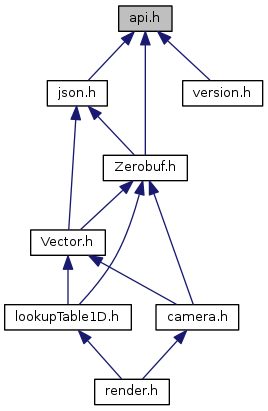 api.h
json.h
version.h
Zerobuf.h
Vector.h
lookupTable1D.h
camera.h
render.h